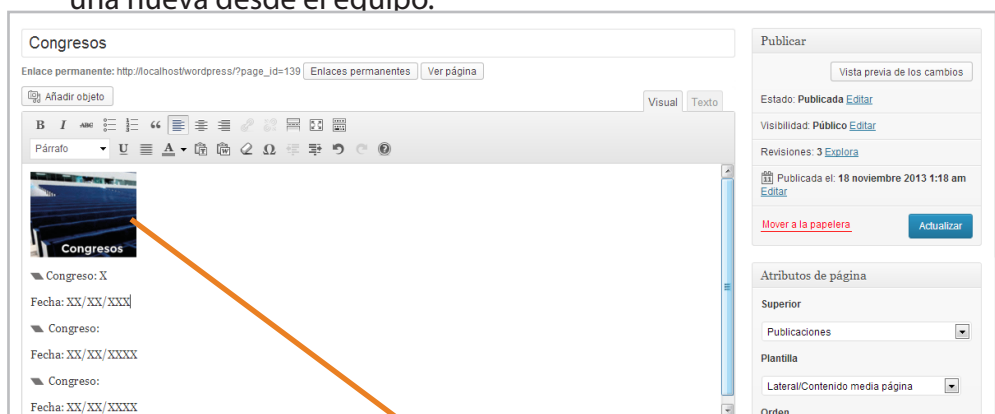 una nueva desde el equipo.
Congresos
Enlace permanente: http://localhost/wordpress/?page_id=139 Enlaces permanentes Ver página
Añadir objeto
Visual Texto
B I ABC
Párrafo U A T W Ω
Congresos
Congreso: X
Fecha: XX/XX/XXX
Congreso:
Fecha: XX/XX/XXXX
Congreso:
Fecha: XX/XX/XXXX
Publicar
Vista previa de los cambios
Estado: Publicada Editar
Visibilidad: Público Editar
Revisiones: 3 Explora
11 Publicada el: 18 noviembre 2013 1:18 am
Editar
Mover a la papelera Actualizar
Atributos de página
Superior
Publicaciones
Plantilla
Lateral/Contenido media página
Orden